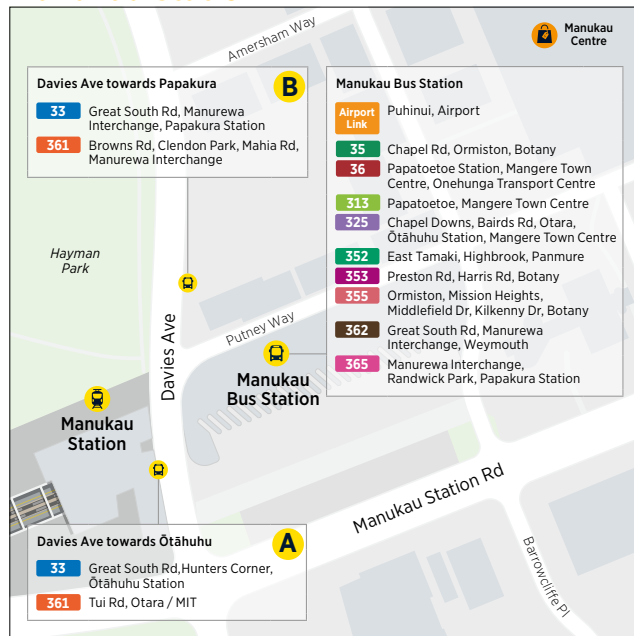 Amersham Way
Manukau
Centre
Davies Ave towards Papakura
B
33 Great South Rd, Manurewa
Interchange, Papakura Station
361 Browns Rd, Clendon Park, Mahia Rd,
Manurewa Interchange
Manukau Bus Station
Airport
Link
Puhinui, Airport
35 Chapel Rd, Ormiston, Botany
36 Papatoetoe Station, Mangere Town
Centre, Onehunga Transport Centre
313 Papatoetoe, Mangere Town Centre
325 Chapel Downs, Bairds Rd, Otara,
Ōtāhuhu Station, Mangere Town Centre
352 East Tamaki, Highbrook, Panmure
353 Preston Rd, Harris Rd, Botany
355 Ormiston, Mission Heights,
Middlefield Dr, Kilkenny Dr, Botany
362 Great South Rd, Manurewa
Interchange, Weymouth
365 Manurewa Interchange,
Randwick Park, Papakura Station
Hayman
Park
Davies Ave
Putney Way
Manukau
Bus Station
Manukau
Station
Manukau Station Rd
Barrowcliffe Pl
Davies Ave towards Ōtāhuhu
A
33 Great South Rd,Hunters Corner,
Ōtāhuhu Station
361 Tui Rd, Otara / MIT